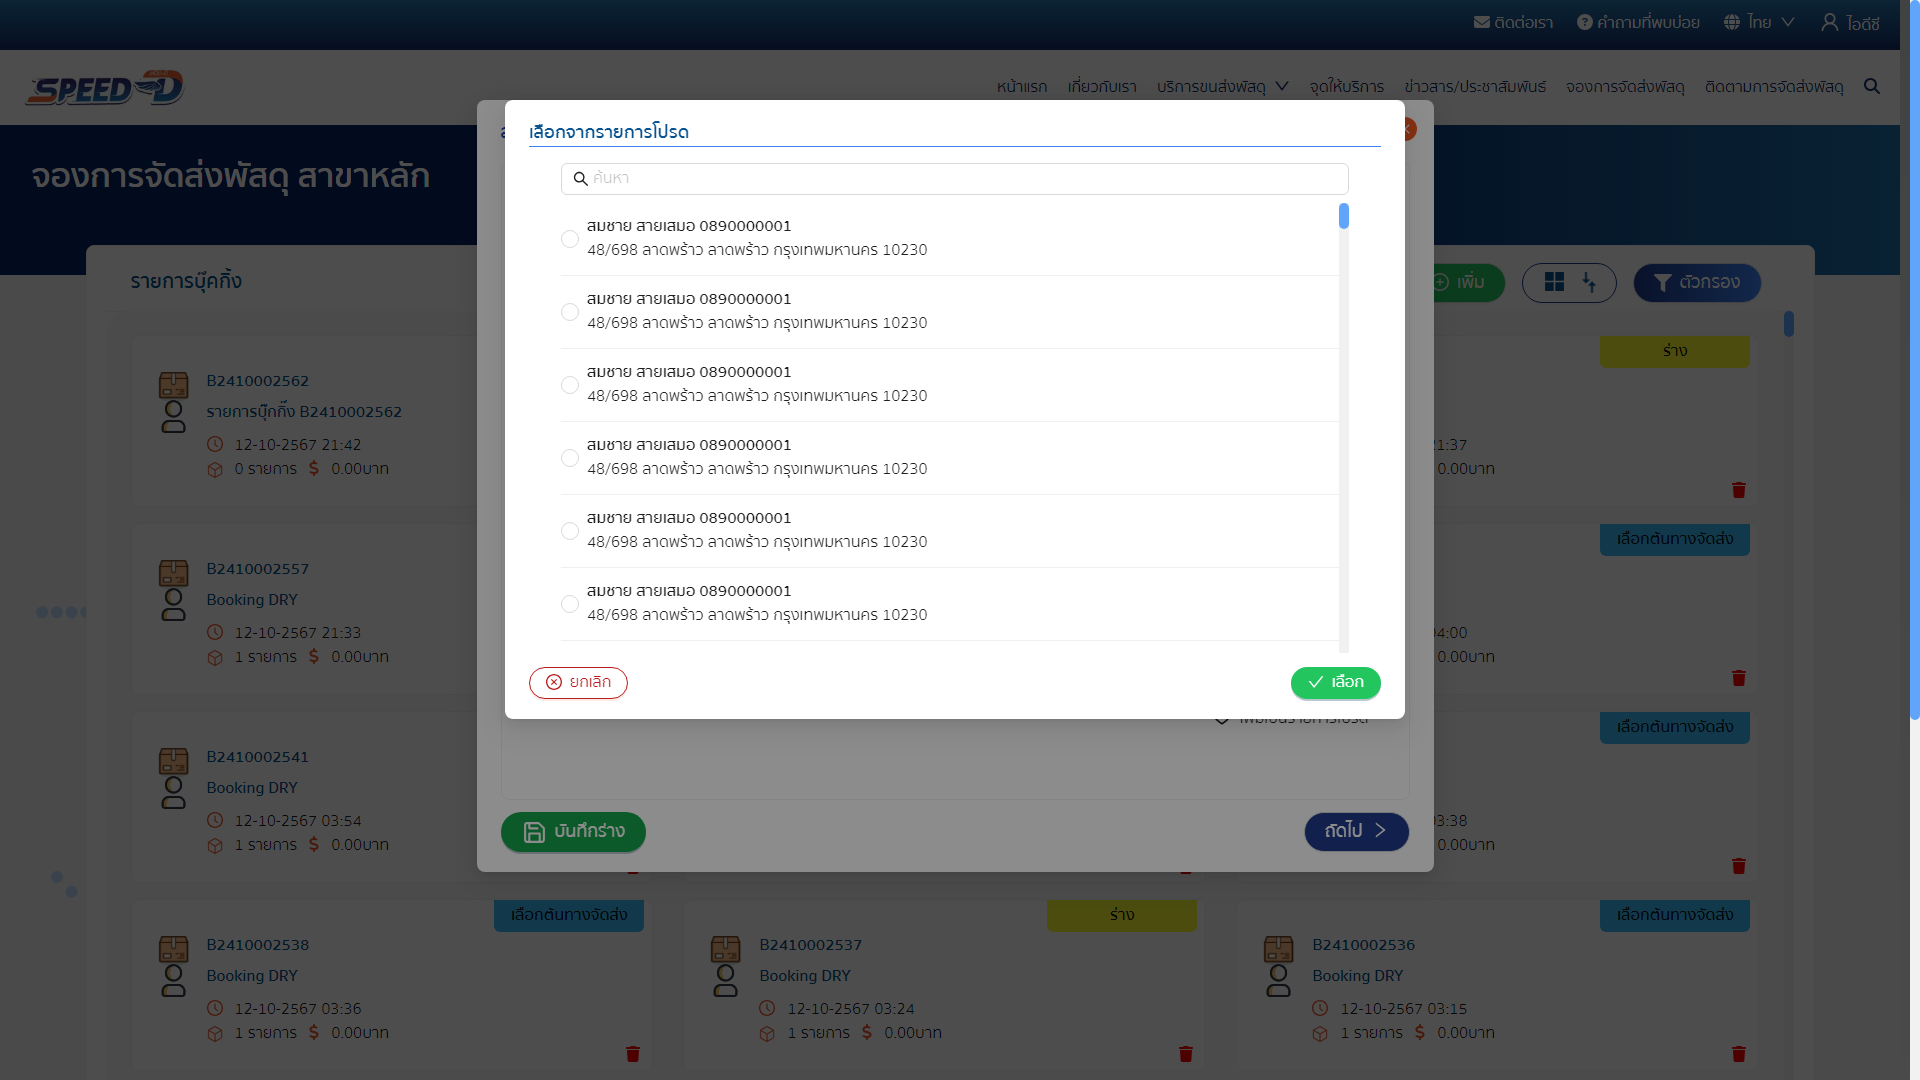 ติดต่อเรา คำถามที่พบบ่อย ไทย ไอดีซี
SPEED D
หน้าแรก เกี่ยวกับเรา บริการขนส่งพัสดุ จุดให้บริการ ข่าวสาร/ประชาสัมพันธ์ จองการจัดส่งพัสดุ ติดตามการจัดส่งพัสดุ
จองการจัดส่งพัสดุ สาขาหลัก
เลือกจากรายการโปรด
ค้นหา
สมชาย สายเสมอ 0890000001
48/698 ลาดพร้าว ลาดพร้าว กรุงเทพมหานคร 10230
สมชาย สายเสมอ 0890000001
48/698 ลาดพร้าว ลาดพร้าว กรุงเทพมหานคร 10230
สมชาย สายเสมอ 0890000001
48/698 ลาดพร้าว ลาดพร้าว กรุงเทพมหานคร 10230
สมชาย สายเสมอ 0890000001
48/698 ลาดพร้าว ลาดพร้าว กรุงเทพมหานคร 10230
สมชาย สายเสมอ 0890000001
48/698 ลาดพร้าว ลาดพร้าว กรุงเทพมหานคร 10230
สมชาย สายเสมอ 0890000001
48/698 ลาดพร้าว ลาดพร้าว กรุงเทพมหานคร 10230
ยกเลิก เลือก
บันทึกร่าง ถัดไป
รายการบุ๊คกิ้ง เพิ่ม ตัวกรอง
B2410002562
รายการบุ๊กกิ๊ง B2410002562
12-10-2567 21:42
0 รายการ 0.00บาท
ร่าง
1:37
0.00บาท
B2410002557
Booking DRY
12-10-2567 21:33
1 รายการ 0.00บาท
เลือกต้นทางจัดส่ง
4:00
0.00บาท
B2410002541
Booking DRY
12-10-2567 03:54
1 รายการ 0.00บาท
เลือกต้นทางจัดส่ง
3:38
0.00บาท
เลือกต้นทางจัดส่ง
B2410002538
Booking DRY
12-10-2567 03:36
1 รายการ 0.00บาท
ร่าง
B2410002537
Booking DRY
12-10-2567 03:24
1 รายการ 0.00บาท
เลือกต้นทางจัดส่ง
B2410002536
Booking DRY
12-10-2567 03:15
1 รายการ 0.00บาท